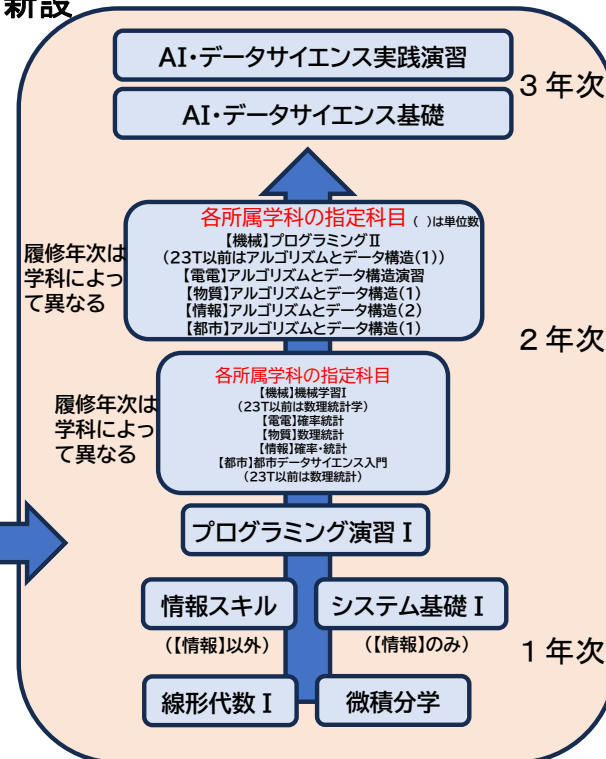 新設
AI・データサイエンス実践演習
3年次
AI・データサイエンス基礎
各所属学科の指定科目 ( )は単位数
【機械】プログラミングⅡ
(23T以前はアルゴリズムとデータ構造(1))
【電電】アルゴリズムとデータ構造演習
【物質】アルゴリズムとデータ構造(1)
【情報】アルゴリズムとデータ構造(2)
【都市】アルゴリズムとデータ構造(1)
履修年次は
学科によっ
て異なる
2年次
各所属学科の指定科目
【機械】機械学習I
(23T以前は数理統計学)
【電電】確率統計
【物質】数理統計
【情報】確率・統計
【都市】都市データサイエンス入門
(23T以前は数理統計)
履修年次は
学科によっ
て異なる
プログラミング演習 I
情報スキル
(【情報】以外)
システム基礎 I
(【情報】のみ)
1年次
線形代数 I
微積分学